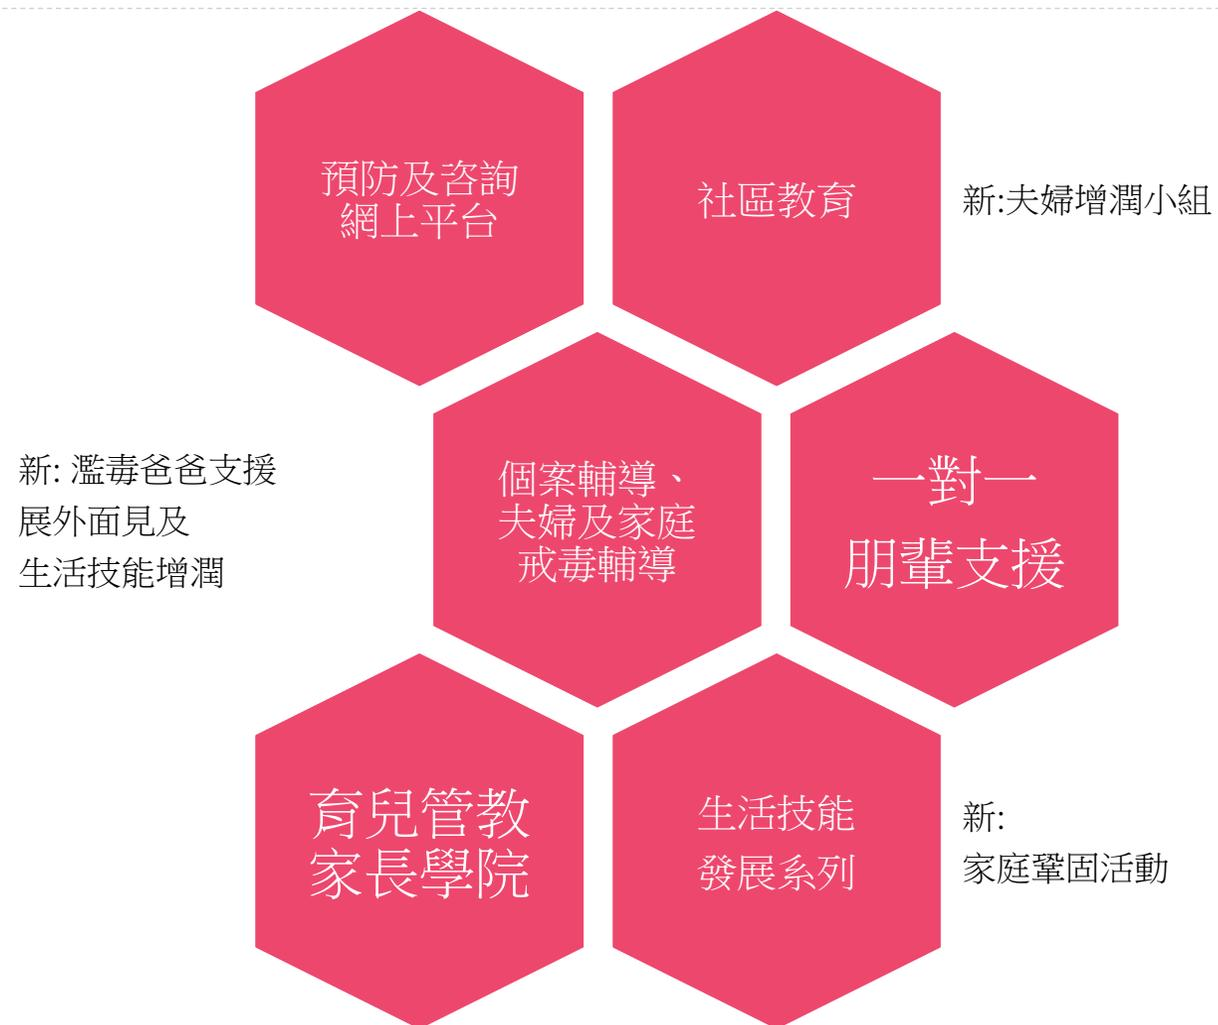 預防及咨詢
網上平台
社區教育
新:夫婦增潤小組
新: 濫毒爸爸支援
展外面見及
生活技能增潤
個案輔導、
夫婦及家庭
戒毒輔導
一對一
朋輩支援
育兒管教
家長學院
生活技能
發展系列
新:
家庭鞏固活動